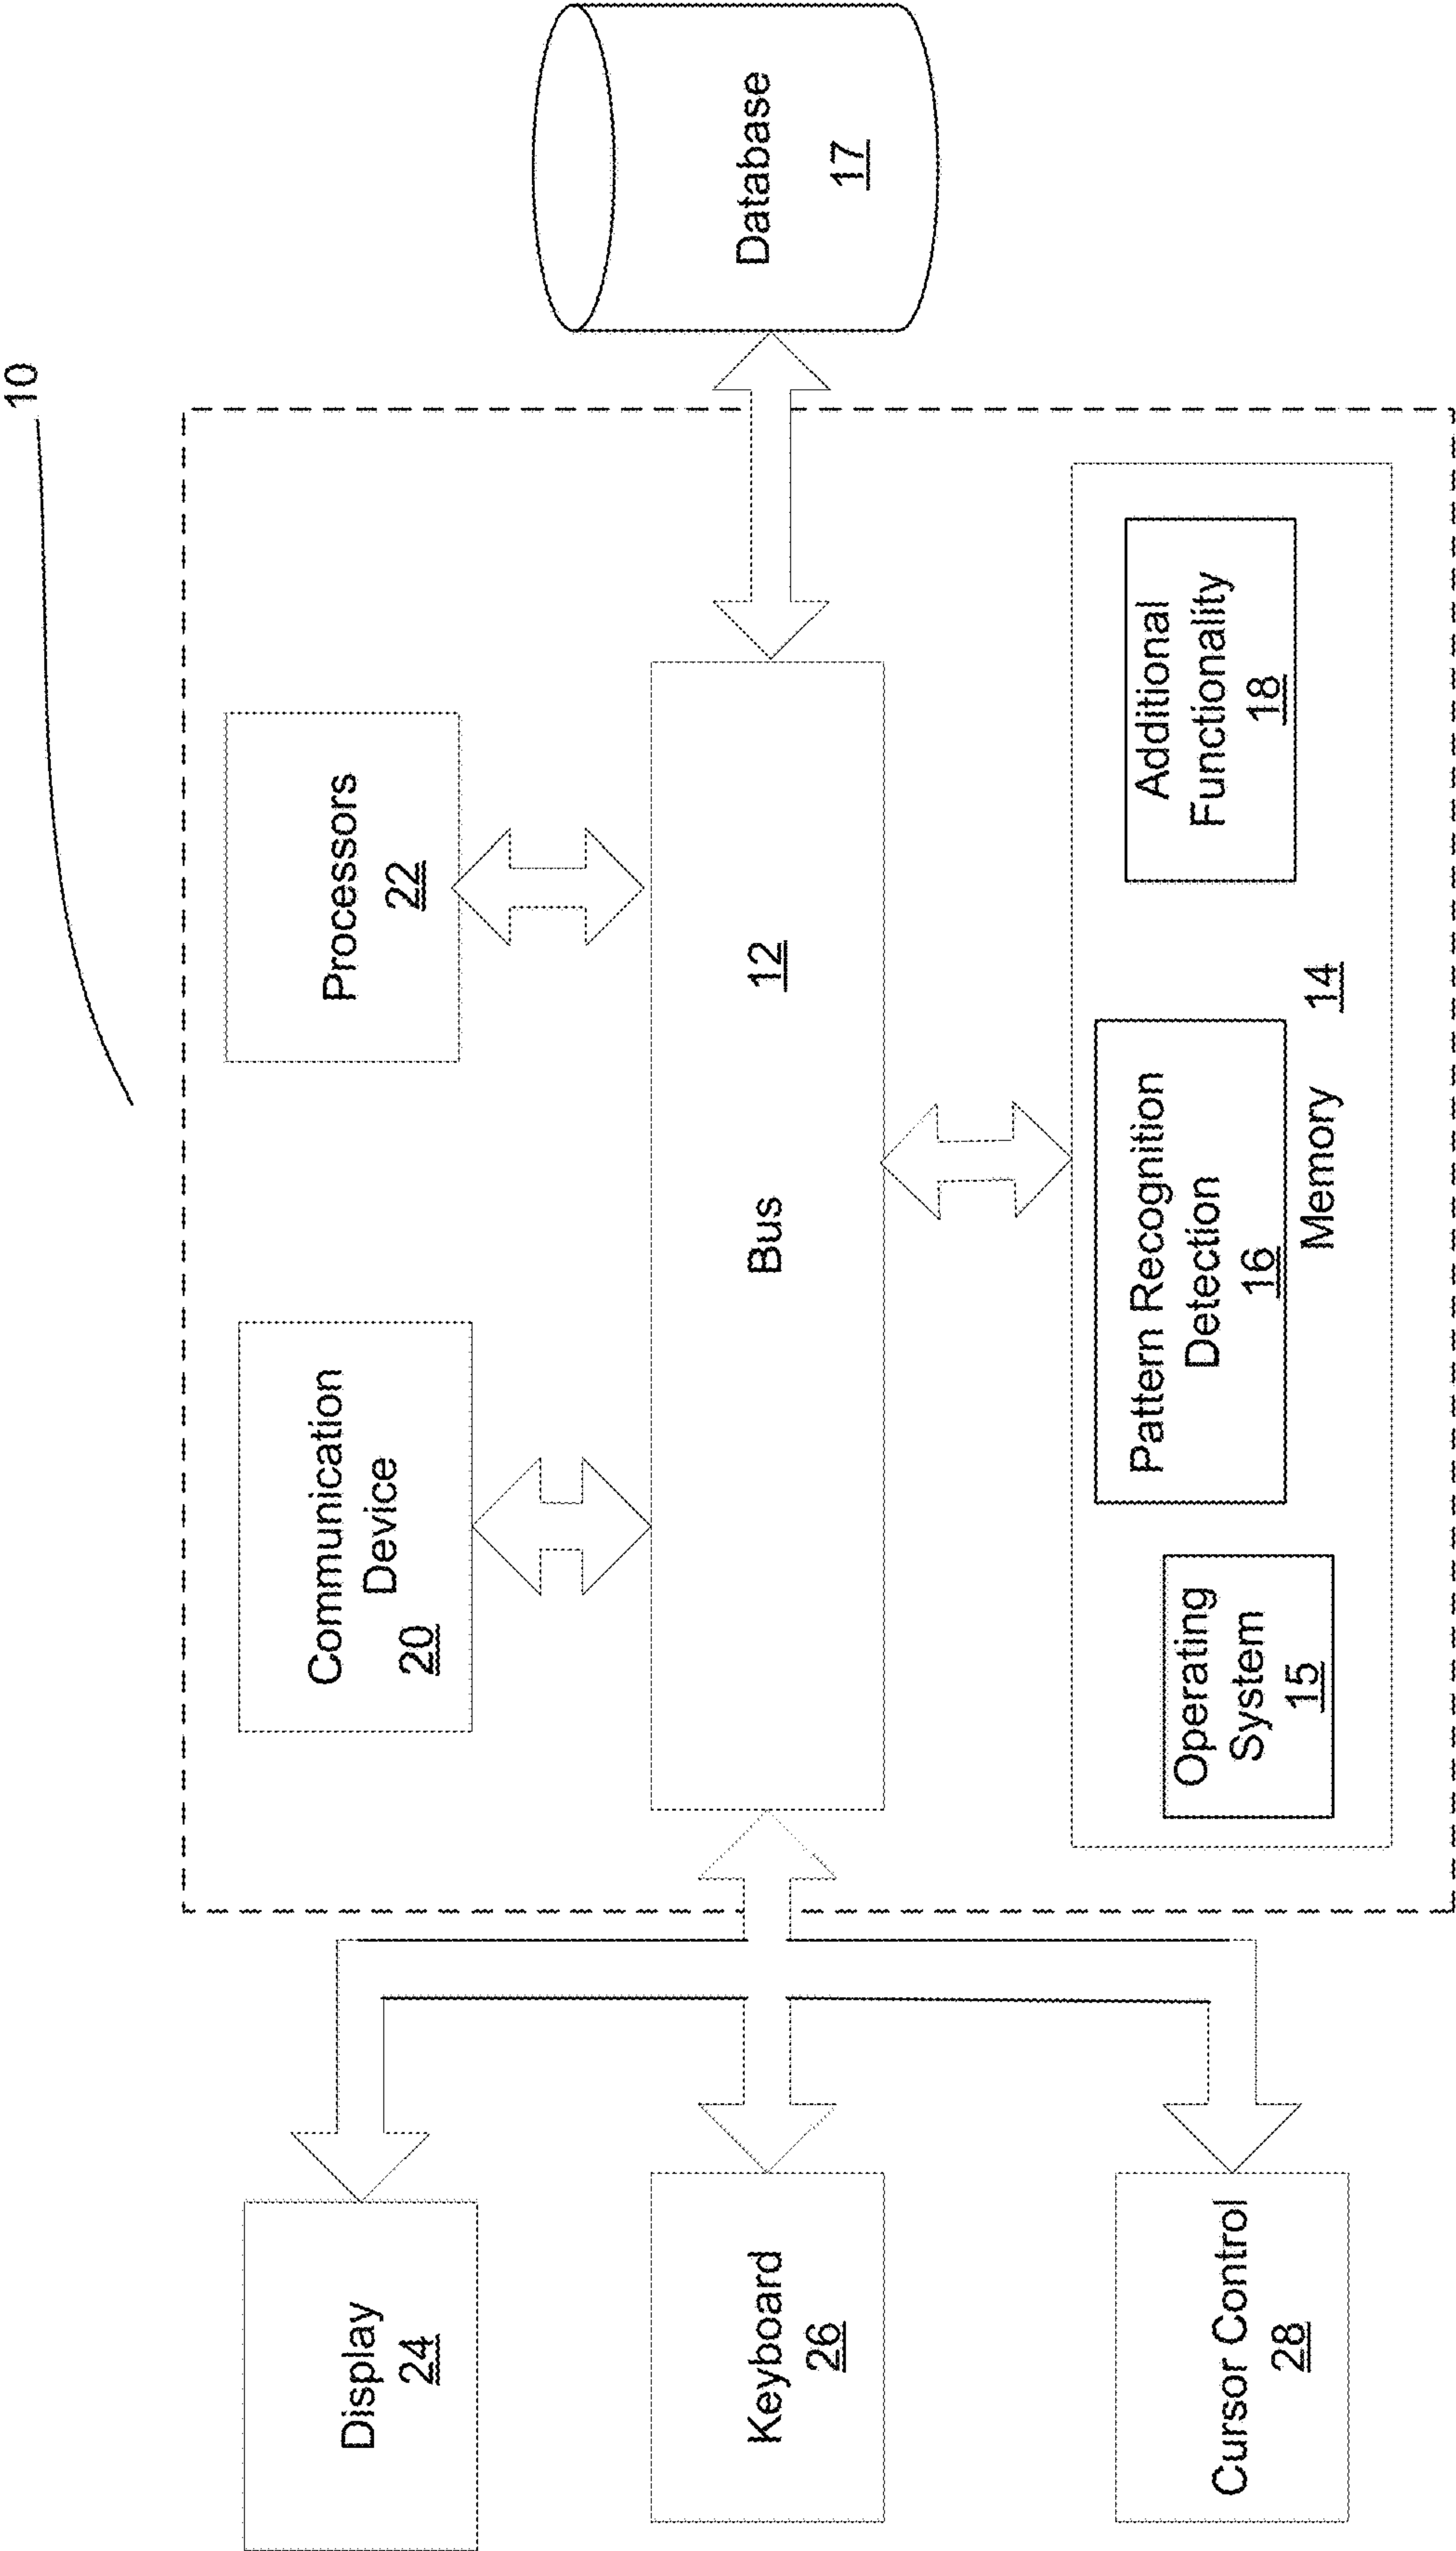 10
Display
24
Keyboard
26
Cursor Control
28
Communication
Device
20
Processors
22
Bus
12
Operating
System
15
Pattern Recognition
Detection
16
Additional
Functionality
18
Memory 14
Database
17